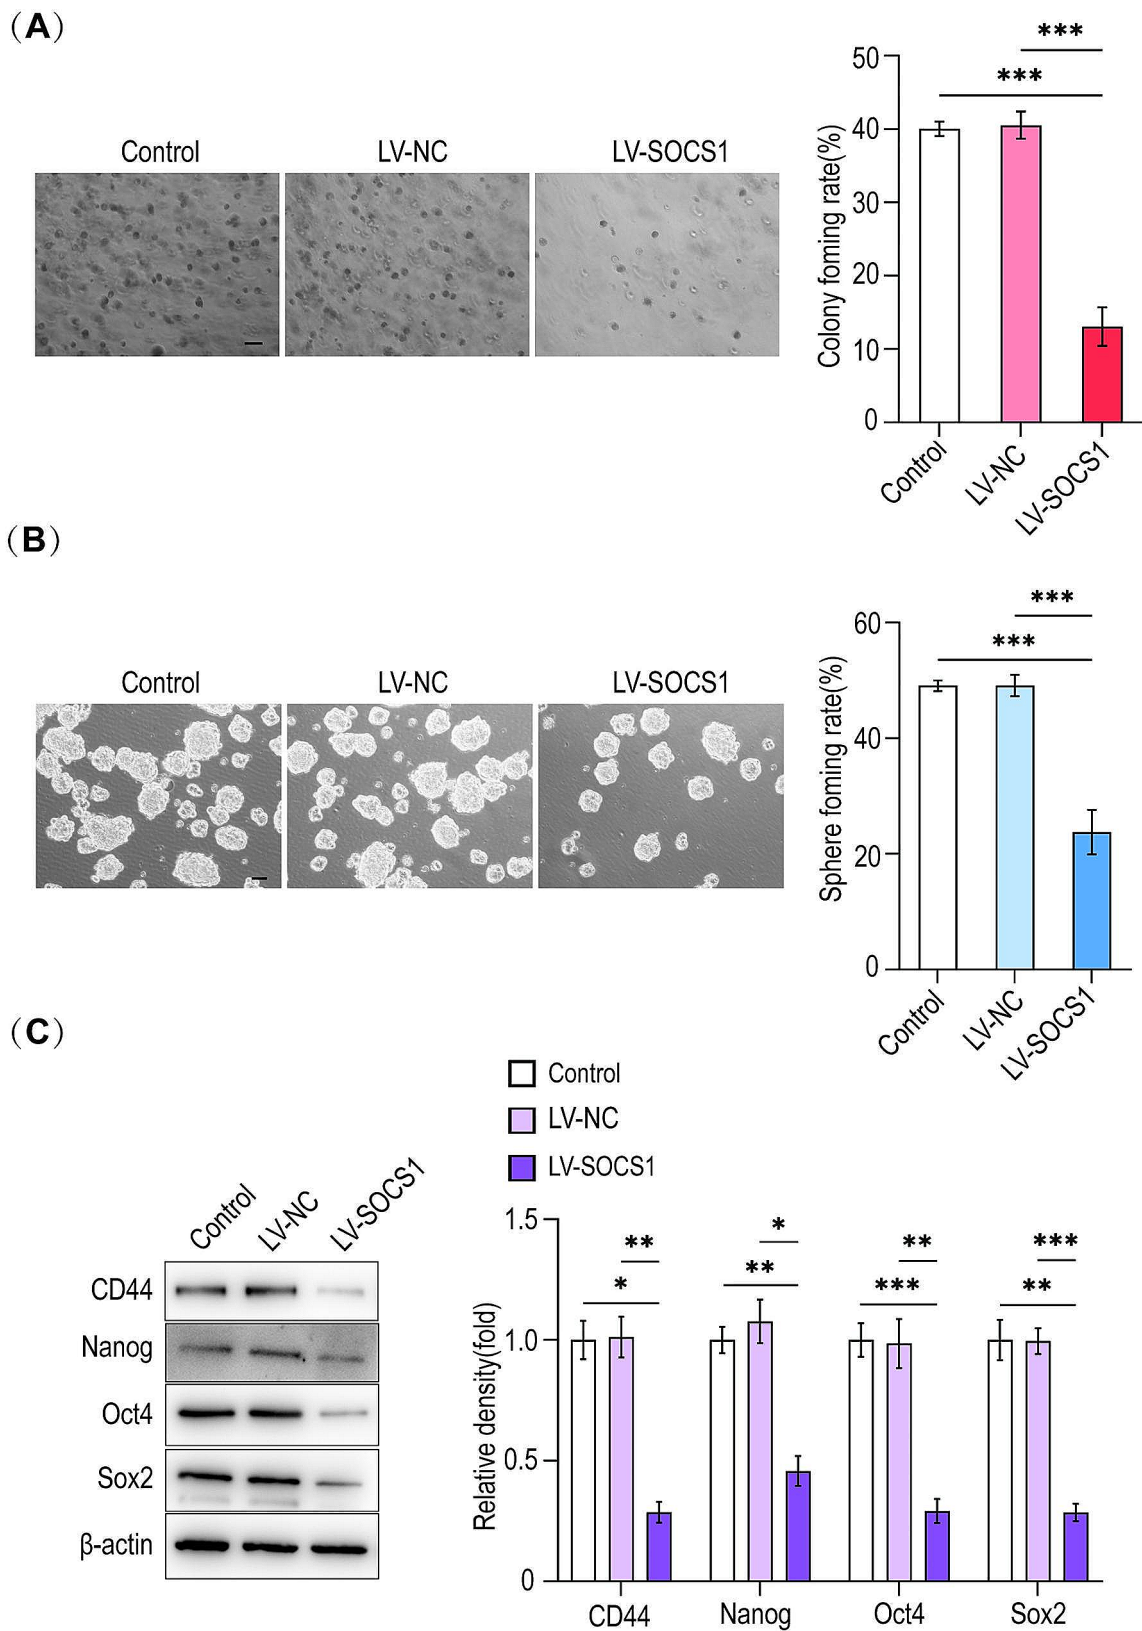 (A)
Control
LV-NC
LV-SOCS1
***
***
Colony foming rate(%)
50
40
30
20
10
0
Control
LV-NC
LV-SOCS1
(B)
Control
LV-NC
LV-SOCS1
***
***
Sphere foming rate(%)
60
40
20
0
Control
LV-NC
LV-SOCS1
(C)
Control
LV-NC
LV-SOCS1
Control
LV-NC
LV-SOCS1
CD44
Nanog
Oct4
Sox2
β-actin
Relative density(fold)
1.5
1.0
0.5
0
** 
*
*
**
**
***
***
**
CD44
Nanog
Oct4
Sox2